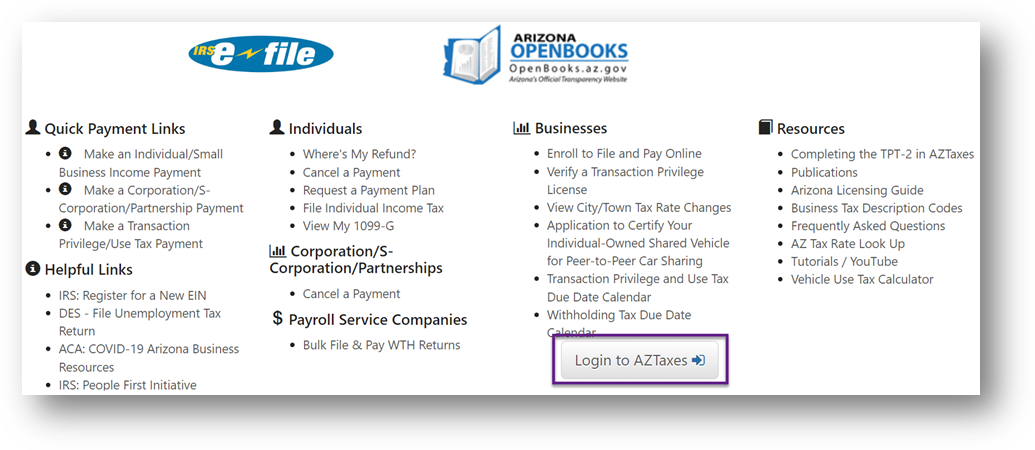 IRS e file
ARIZONA
OPENBOOKS
OpenBooks.az.gov
Arizona's Official Transparency Website
Quick Payment Links
Make an Individual/Small
Business Income Payment
Make a Corporation/S-
Corporation/Partnership Payment
Make a Transaction
Privilege/Use Tax Payment
Helpful Links
IRS: Register for a New EIN
DES - File Unemployment Tax
Return
ACA: COVID-19 Arizona Business
Resources
IRS: People First Initiative
Individuals
Where's My Refund?
Cancel a Payment
Request a Payment Plan
File Individual Income Tax
View My 1099-G
Corporation/S-
Corporation/Partnerships
Cancel a Payment
$ Payroll Service Companies
Bulk File & Pay WTH Returns
Businesses
Enroll to File and Pay Online
Verify a Transaction Privilege
License
View City/Town Tax Rate Changes
Application to Certify Your
Individual-Owned Shared Vehicle
for Peer-to-Peer Car Sharing
Transaction Privilege and Use Tax
Due Date Calendar
Withholding Tax Due Date
Calendar
Login to AZTaxes
Resources
Completing the TPT-2 in AZTaxes
Publications
Arizona Licensing Guide
Business Tax Description Codes
Frequently Asked Questions
AZ Tax Rate Look Up
Tutorials / YouTube
Vehicle Use Tax Calculator